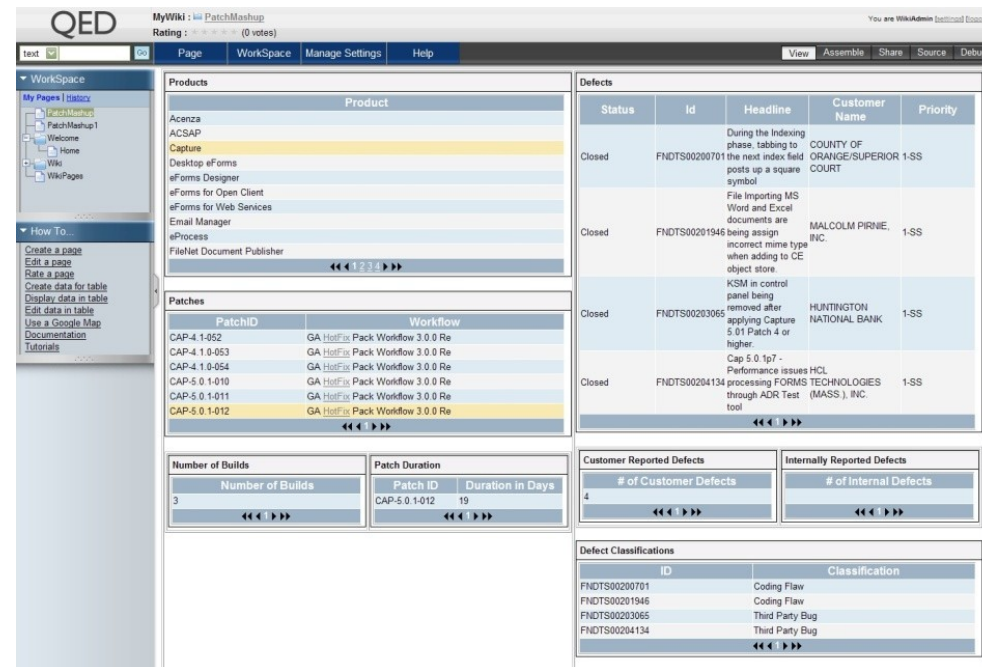 QED
MyWiki : PatchMashup
Rating : (0 votes)
You are WikiAdmin [settings]
text
Go
Page WorkSpace Manage Settings Help
View Assemble Share Source Debu
WorkSpace
My Pages | History
PatchMashup
PatchMashup1
Welcome
Home
Wiki
WikiPages
How To...
Create a page
Edit a page
Rate a page
Create data for table
Display data in table
Edit data in table
Use a Google Map
Documentation
Tutorials
Products
Product
Acenza
ACSAP
Capture
Desktop eForms
eForms Designer
eForms for Open Client
eForms for Web Services
Email Manager
eProcess
FileNet Document Publisher
1 2 3 4
Patches
PatchID Workflow
CAP-4.1-052 GA HotFix Pack Workflow 3.0.0 Re
CAP-4.1.0-053 GA HotFix Pack Workflow 3.0.0 Re
CAP-4.1.0-054 GA HotFix Pack Workflow 3.0.0 Re
CAP-5.0.1-010 GA HotFix Pack Workflow 3.0.0 Re
CAP-5.0.1-011 GA HotFix Pack Workflow 3.0.0 Re
CAP-5.0.1-012 GA HotFix Pack Workflow 3.0.0 Re
1
Number of Builds
Number of Builds
3
1
Patch Duration
Patch ID Duration in Days
CAP-5.0.1-012 19
1
Defects
Status Id Headline Customer Name Priority
During the Indexing
phase, tabbing to COUNTY OF
Closed FNDTS00200701 the next index field ORANGE/SUPERIOR 1-SS
posts up a square COURT
symbol
File Importing MS
Word and Excel
documents are MALCOLM PIRNIE,
Closed FNDTS00201946 being assign INC. 1-SS
incorrect mime type
when adding to CE
object store.
KSM in control
panel being
removed after HUNTINGTON
Closed FNDTS00203065 applying Capture NATIONAL BANK 1-SS
5.01 Patch 4 or
higher.
Cap 5.0.1p7 -
Performance issues HCL
Closed FNDTS00204134 processing FORMS TECHNOLOGIES 1-SS
through ADR Test (MASS.), INC.
tool
1
Customer Reported Defects
# of Customer Defects
4
1
Internally Reported Defects
# of Internal Defects
1
Defect Classifications
ID Classification
FNDTS00200701 Coding Flaw
FNDTS00201946 Coding Flaw
FNDTS00203065 Third Party Bug
FNDTS00204134 Third Party Bug
1